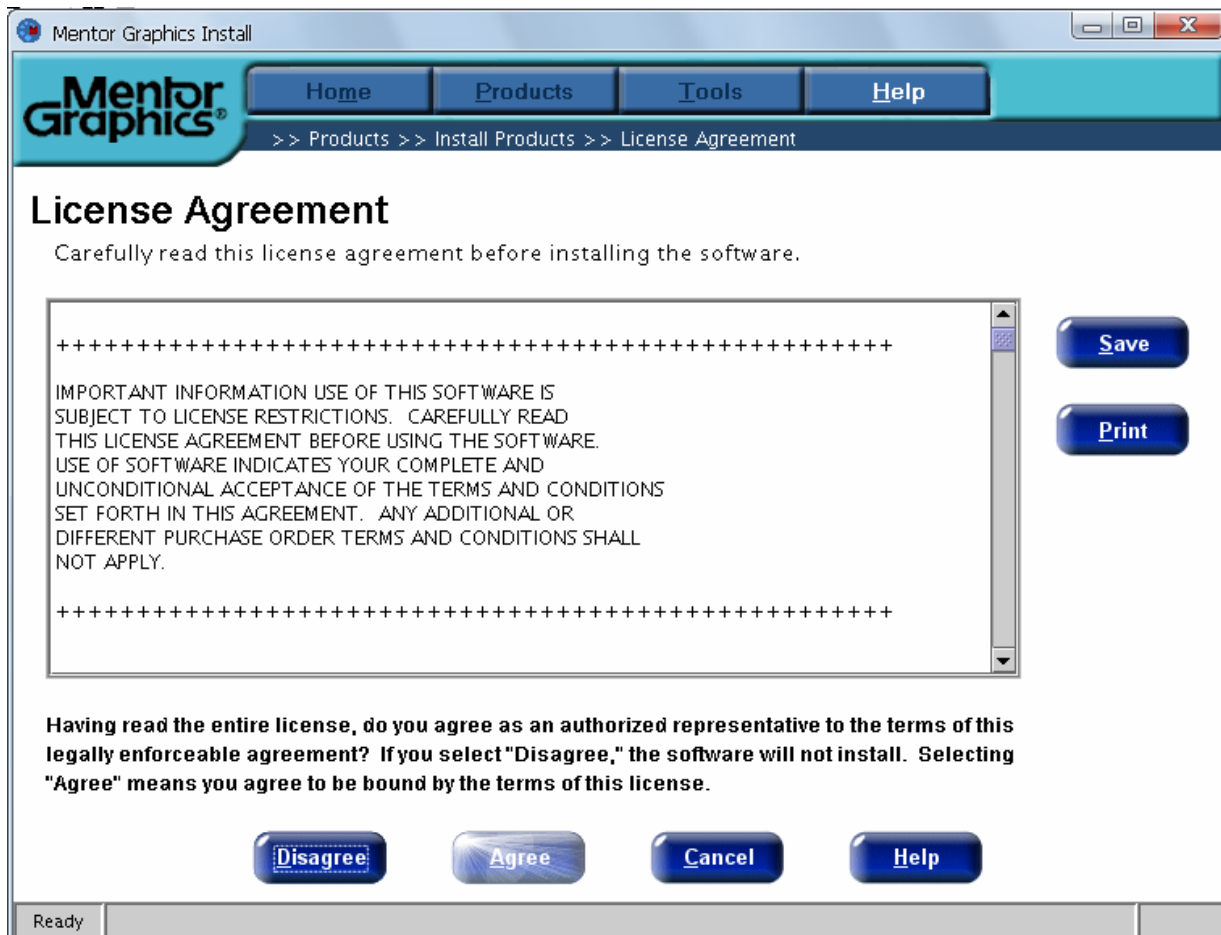 Mentor Graphics Install
Mentor
Graphics®
Home Products Tools Help
>> Products >> Install Products >> License Agreement
License Agreement
Carefully read this license agreement before installing the software.
++++++++++++++++++++++++++++++++++++++++++++++++++++
IMPORTANT INFORMATION USE OF THIS SOFTWARE IS
SUBJECT TO LICENSE RESTRICTIONS.  CAREFULLY READ
THIS LICENSE AGREEMENT BEFORE USING THE SOFTWARE.
USE OF SOFTWARE INDICATES YOUR COMPLETE AND
UNCONDITIONAL ACCEPTANCE OF THE TERMS AND CONDITIONS
SET FORTH IN THIS AGREEMENT.  ANY ADDITIONAL OR
DIFFERENT PURCHASE ORDER TERMS AND CONDITIONS SHALL
NOT APPLY.
++++++++++++++++++++++++++++++++++++++++++++++++++++
Save
Print
Having read the entire license, do you agree as an authorized representative to the terms of this
legally enforceable agreement?  If you select "Disagree," the software will not install.  Selecting
"Agree" means you agree to be bound by the terms of this license.
Disagree Agree Cancel Help
Ready